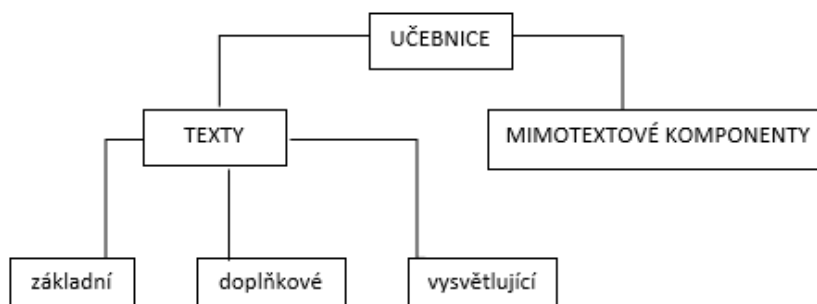 UČEBNICE
TEXTY
MIMOTEXTOVÉ KOMPONENTY
základní
doplňkové
vysvětlující